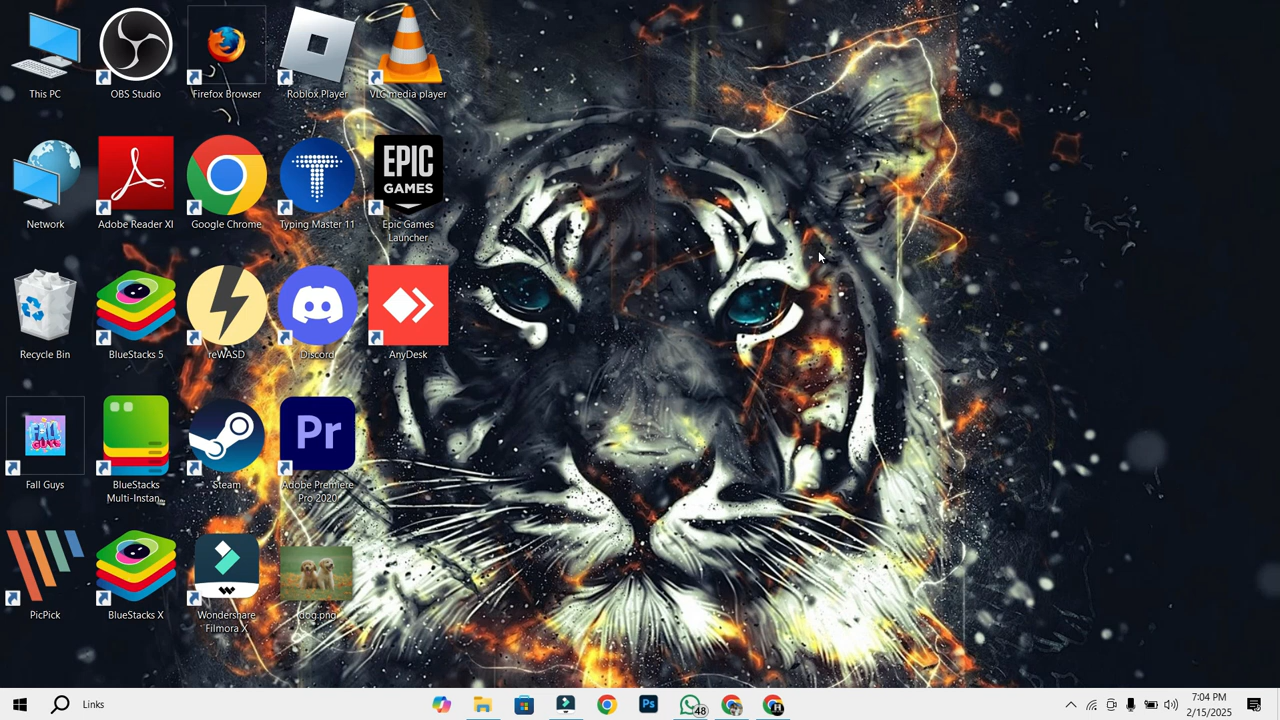 This PC
OBS Studio
Firefox Browser
Roblox Player
VLC media player
EPIC
GAMES
Network
Adobe Reader XI
Google Chrome
Typing Master 11
Epic Games
Launcher
Recycle Bin
BlueStacks 5
reWASD
Discord
AnyDesk
FALL
GUYS
Pr
Fall Guys
BlueStacks
Multi-Instan...
Steam
Adobe Premiere
Pro 2020
PicPick
BlueStacks X
Wondershare
Filmora X
dog.png
Links
Ps
48
H
7:04 PM
2/15/2025